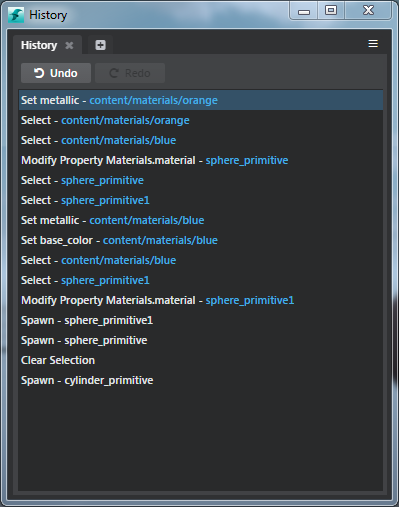 History
History
Undo Redo
Set metallic - content/materials/orange
Select - content/materials/orange
Select - content/materials/blue
Modify Property Materials.material - sphere_primitive
Select - sphere_primitive
Select - sphere_primitive1
Set metallic - content/materials/blue
Set base_color - content/materials/blue
Select - content/materials/blue
Select - sphere_primitive1
Modify Property Materials.material - sphere_primitive1
Spawn - sphere_primitive1
Spawn - sphere_primitive
Clear Selection
Spawn - cylinder_primitive